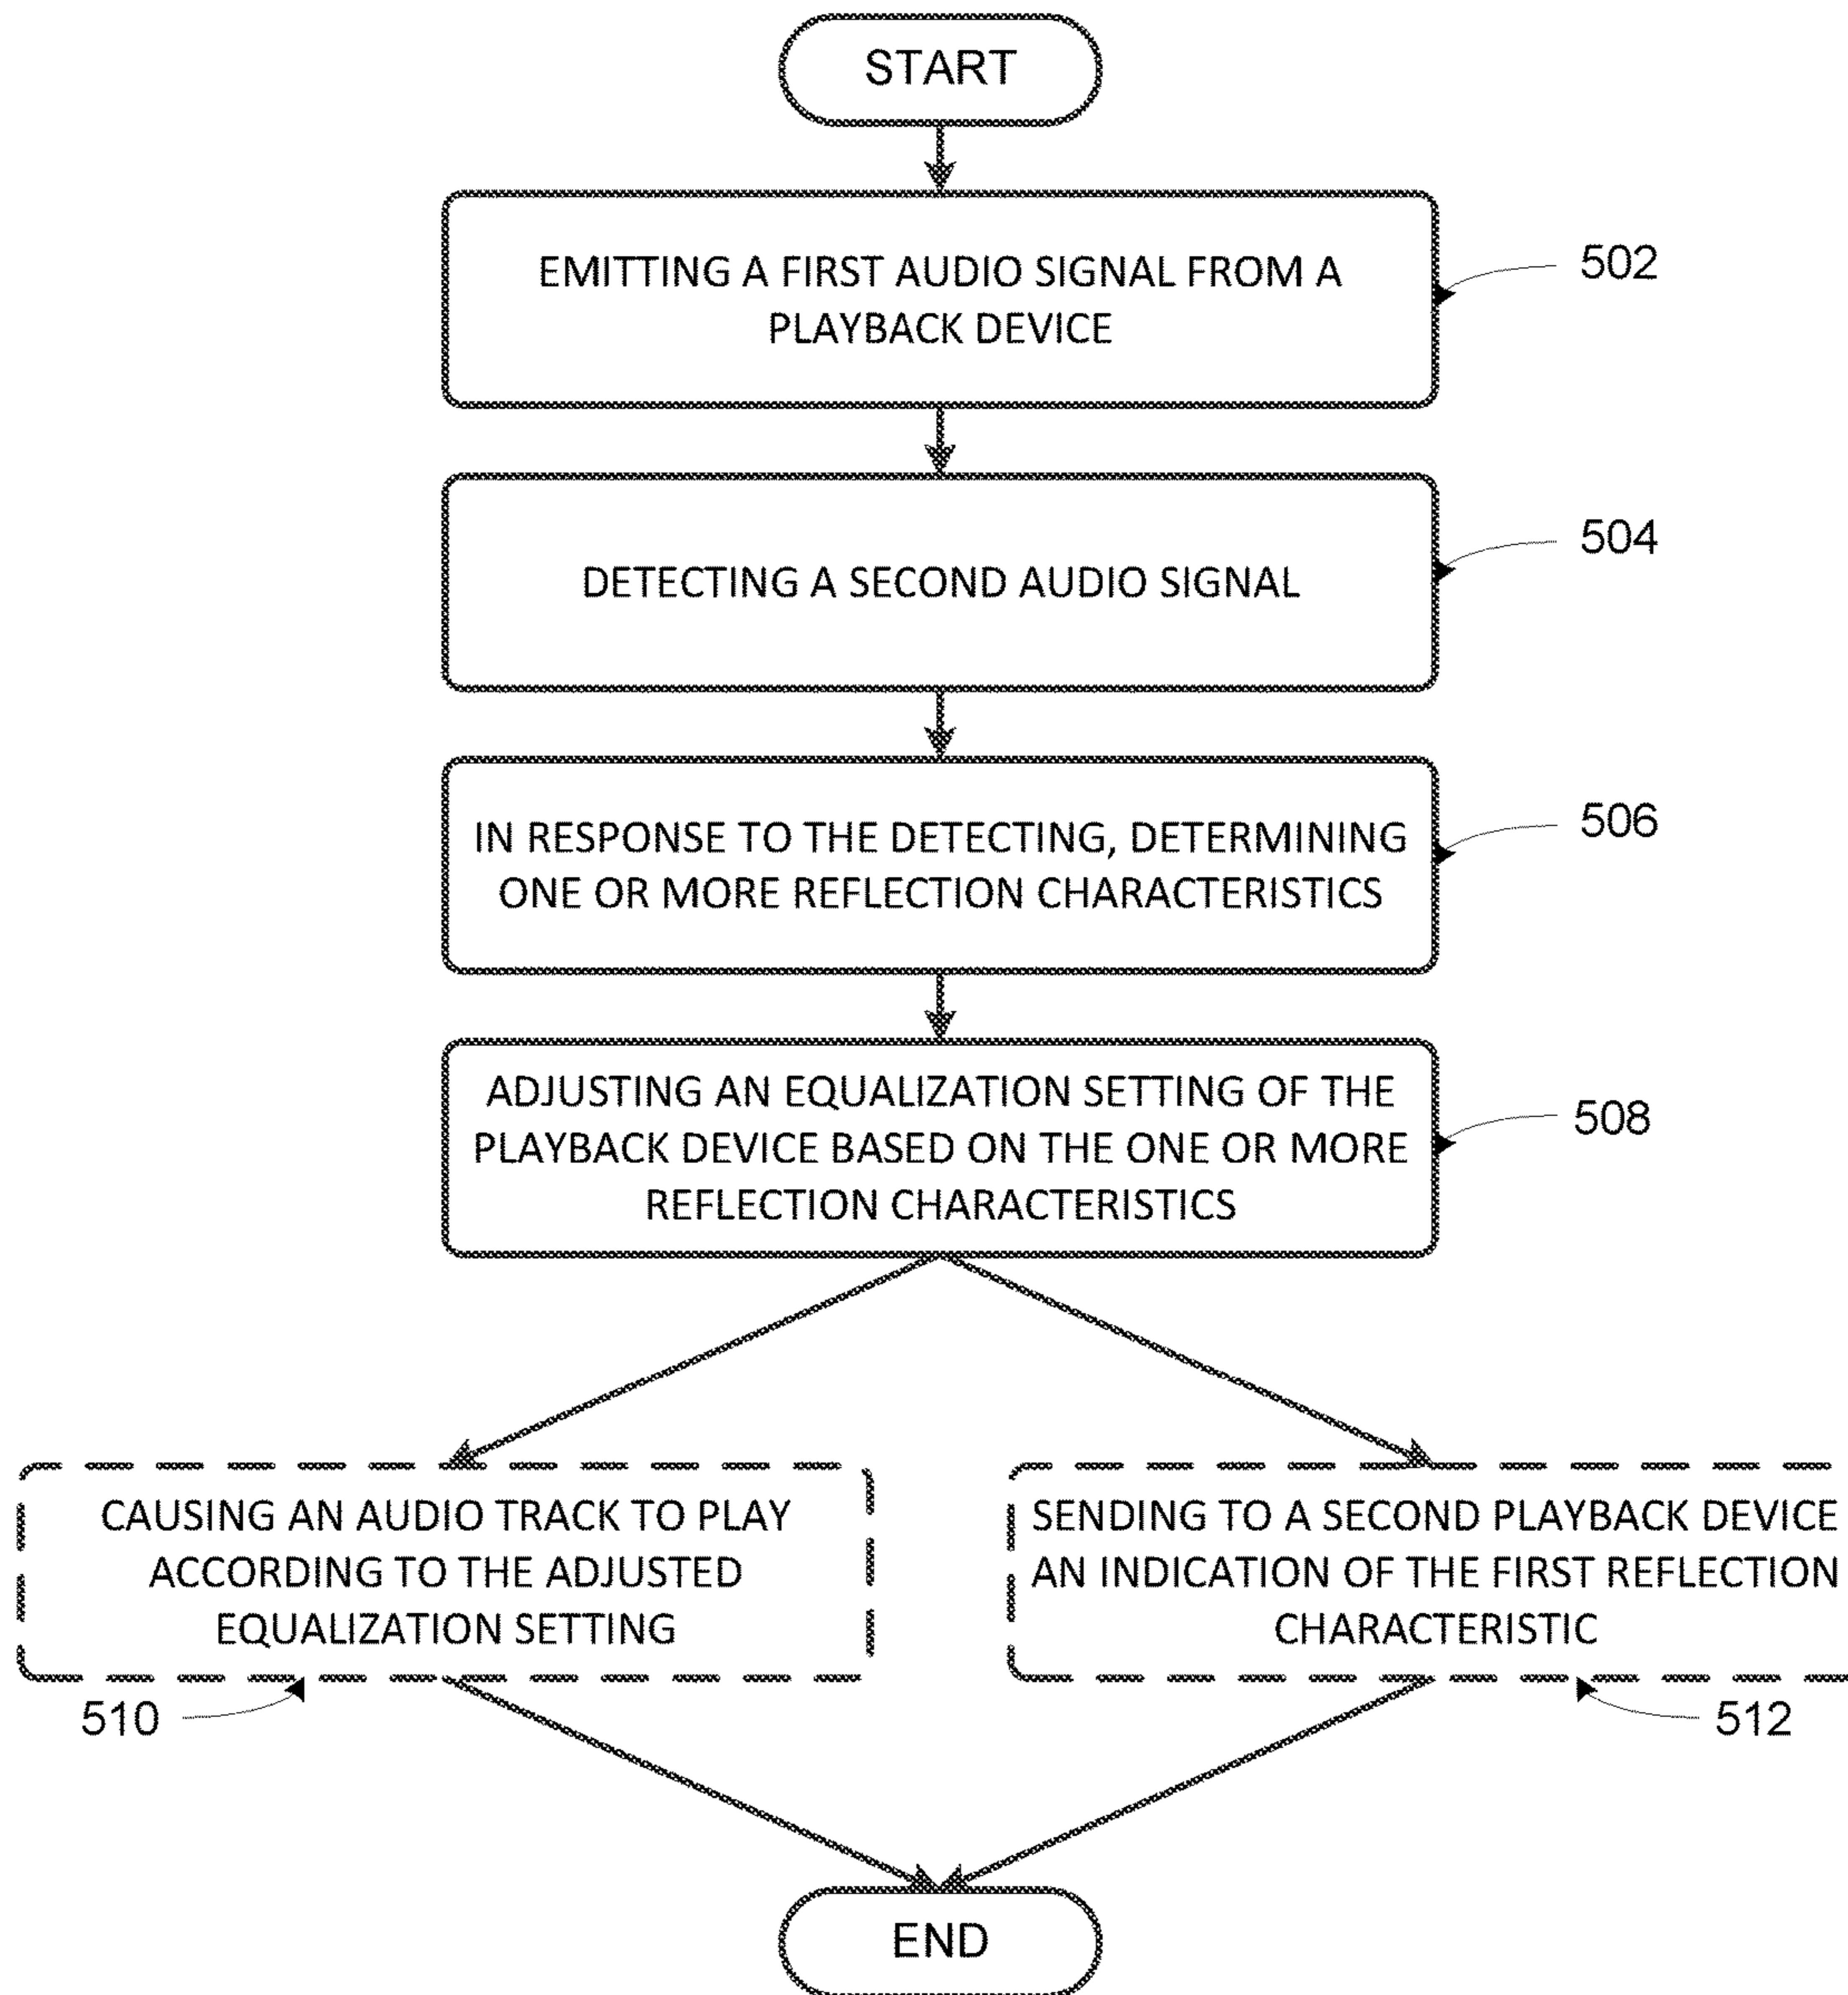 START
EMITTING A FIRST AUDIO SIGNAL FROM A
PLAYBACK DEVICE
502
DETECTING A SECOND AUDIO SIGNAL
504
IN RESPONSE TO THE DETECTING, DETERMINING
ONE OR MORE REFLECTION CHARACTERISTICS
506
ADJUSTING AN EQUALIZATION SETTING OF THE
PLAYBACK DEVICE BASED ON THE ONE OR MORE
REFLECTION CHARACTERISTICS
508
CAUSING AN AUDIO TRACK TO PLAY
ACCORDING TO THE ADJUSTED
EQUALIZATION SETTING
510
SENDING TO A SECOND PLAYBACK DEVICE
AN INDICATION OF THE FIRST REFLECTION
CHARACTERISTIC
512
END